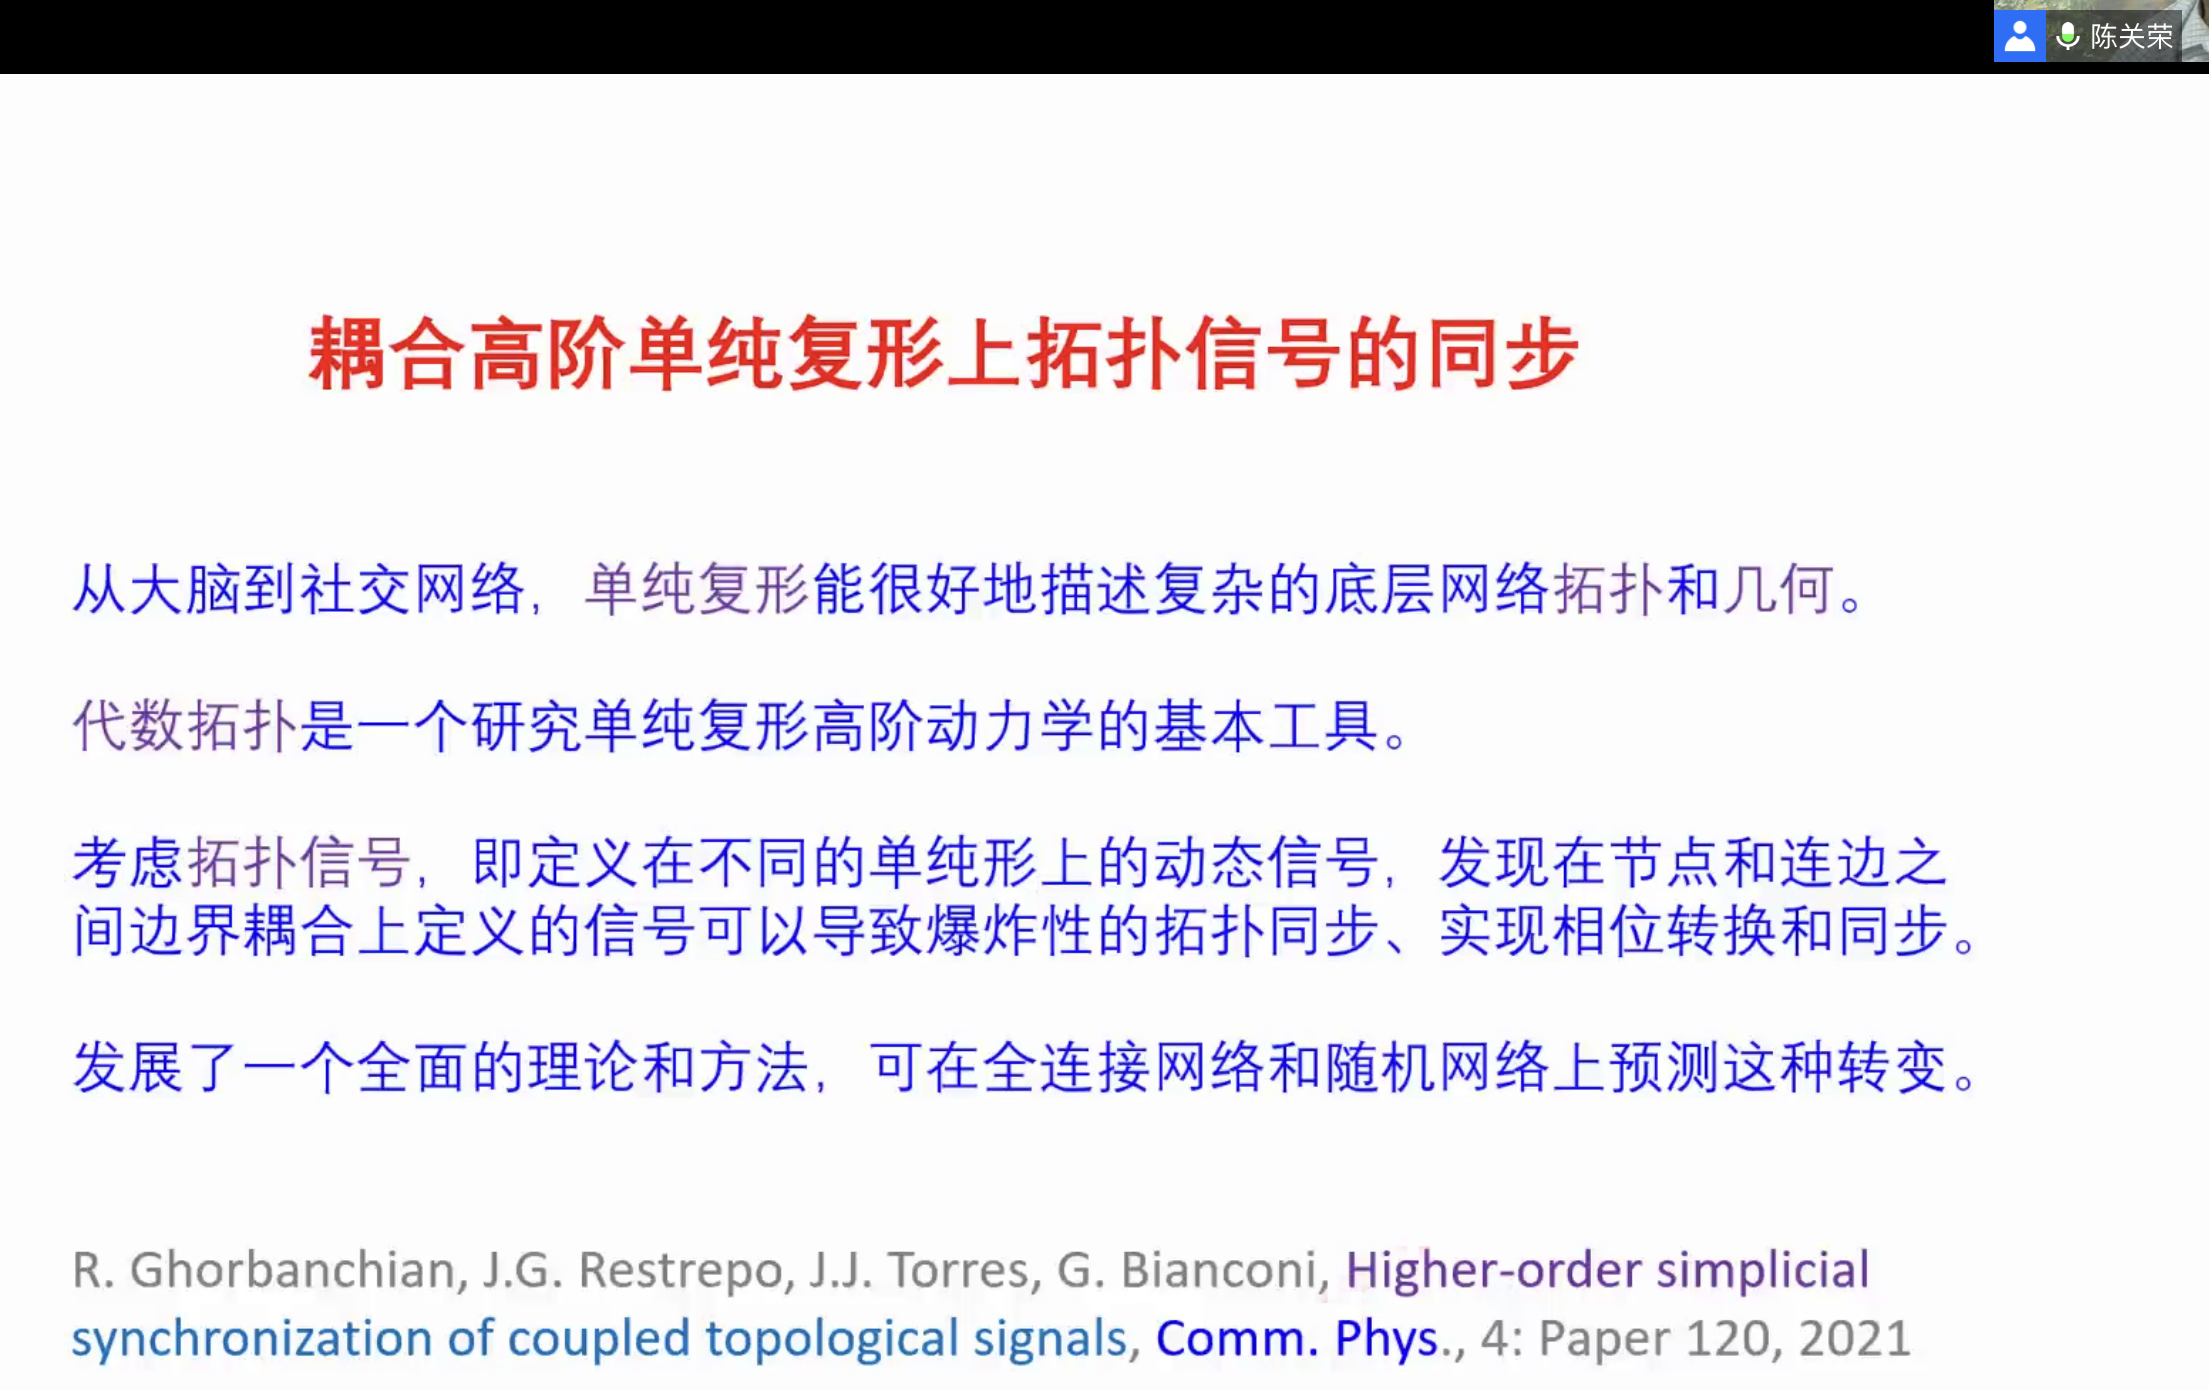 陈关荣
耦合高阶单纯复形上拓扑信号的同步
从大脑到社交网络，单纯复形能很好地描述复杂的底层网络拓扑和几何。
代数拓扑是一个研究单纯复形高阶动力学的基本工具。
考虑拓扑信号，即定义在不同的单纯形上的动态信号，发现在节点和连边之
间边界耦合上定义的信号可以导致爆炸性的拓扑同步、实现相位转换和同步。
发展了一个全面的理论和方法，可在全连接网络和随机网络上预测这种转变。
R. Ghorbanchian, J.G. Restrepo, J.J. Torres, G. Bianconi, Higher-order simplicial
synchronization of coupled topological signals, Comm. Phys., 4: Paper 120, 2021